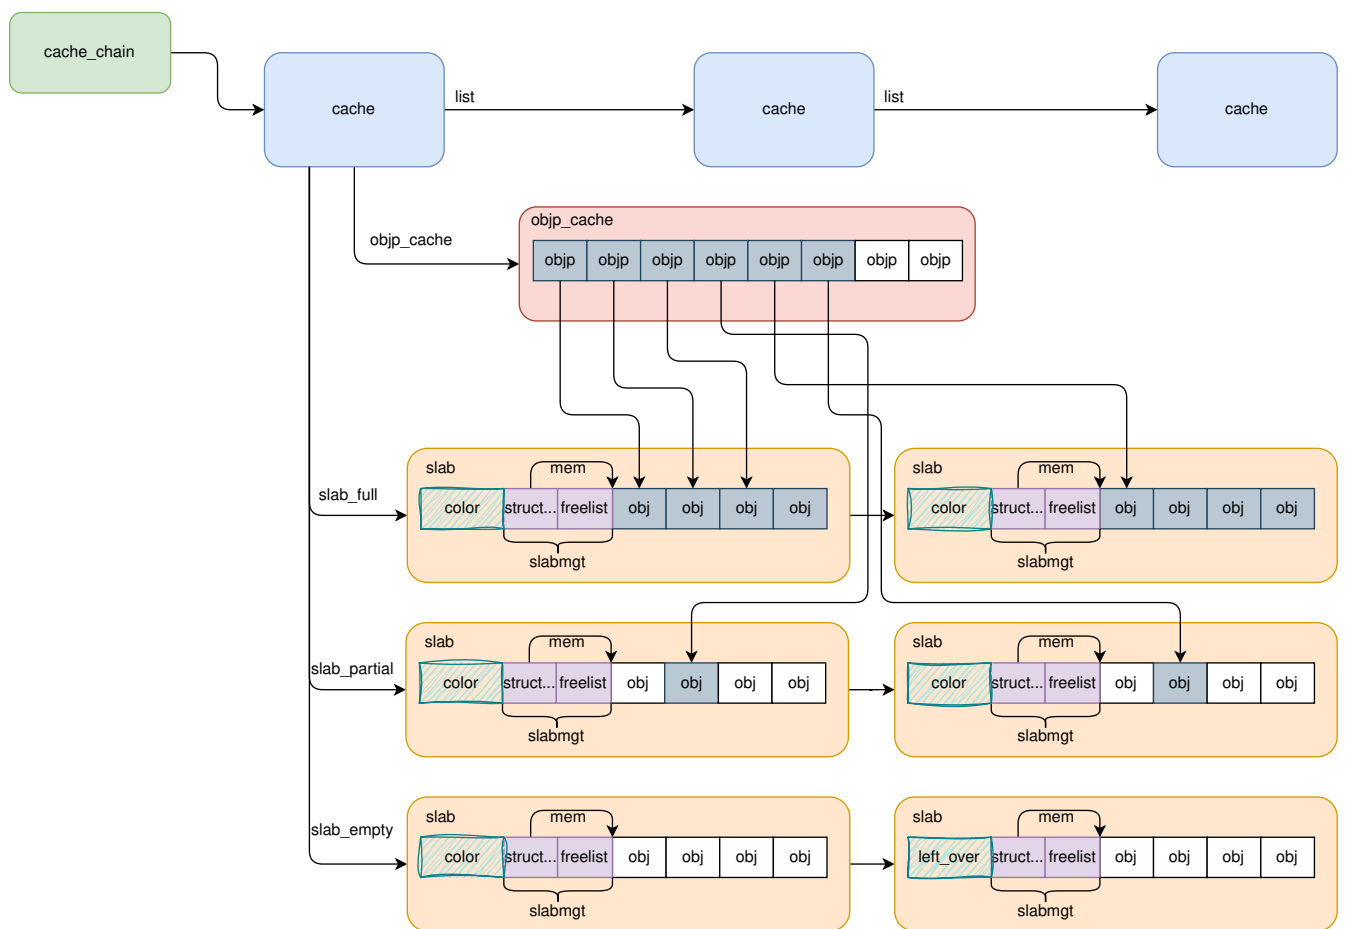 cache_chain
cache
list
cache
list
cache
objp_cache
objp_cache
objp
objp
objp
objp
objp
objp
objp
objp
slab_full
slab
mem
color
struct...
freelist
obj
obj
obj
obj
slabmgt
slab
mem
color
struct...
freelist
obj
obj
obj
obj
slabmgt
slab_partial
slab
mem
color
struct...
freelist
obj
obj
obj
obj
slabmgt
slab
mem
color
struct...
freelist
obj
obj
obj
obj
slabmgt
slab_empty
slab
mem
color
struct...
freelist
obj
obj
obj
obj
slabmgt
slab
mem
left_over
struct...
freelist
obj
obj
obj
obj
slabmgt